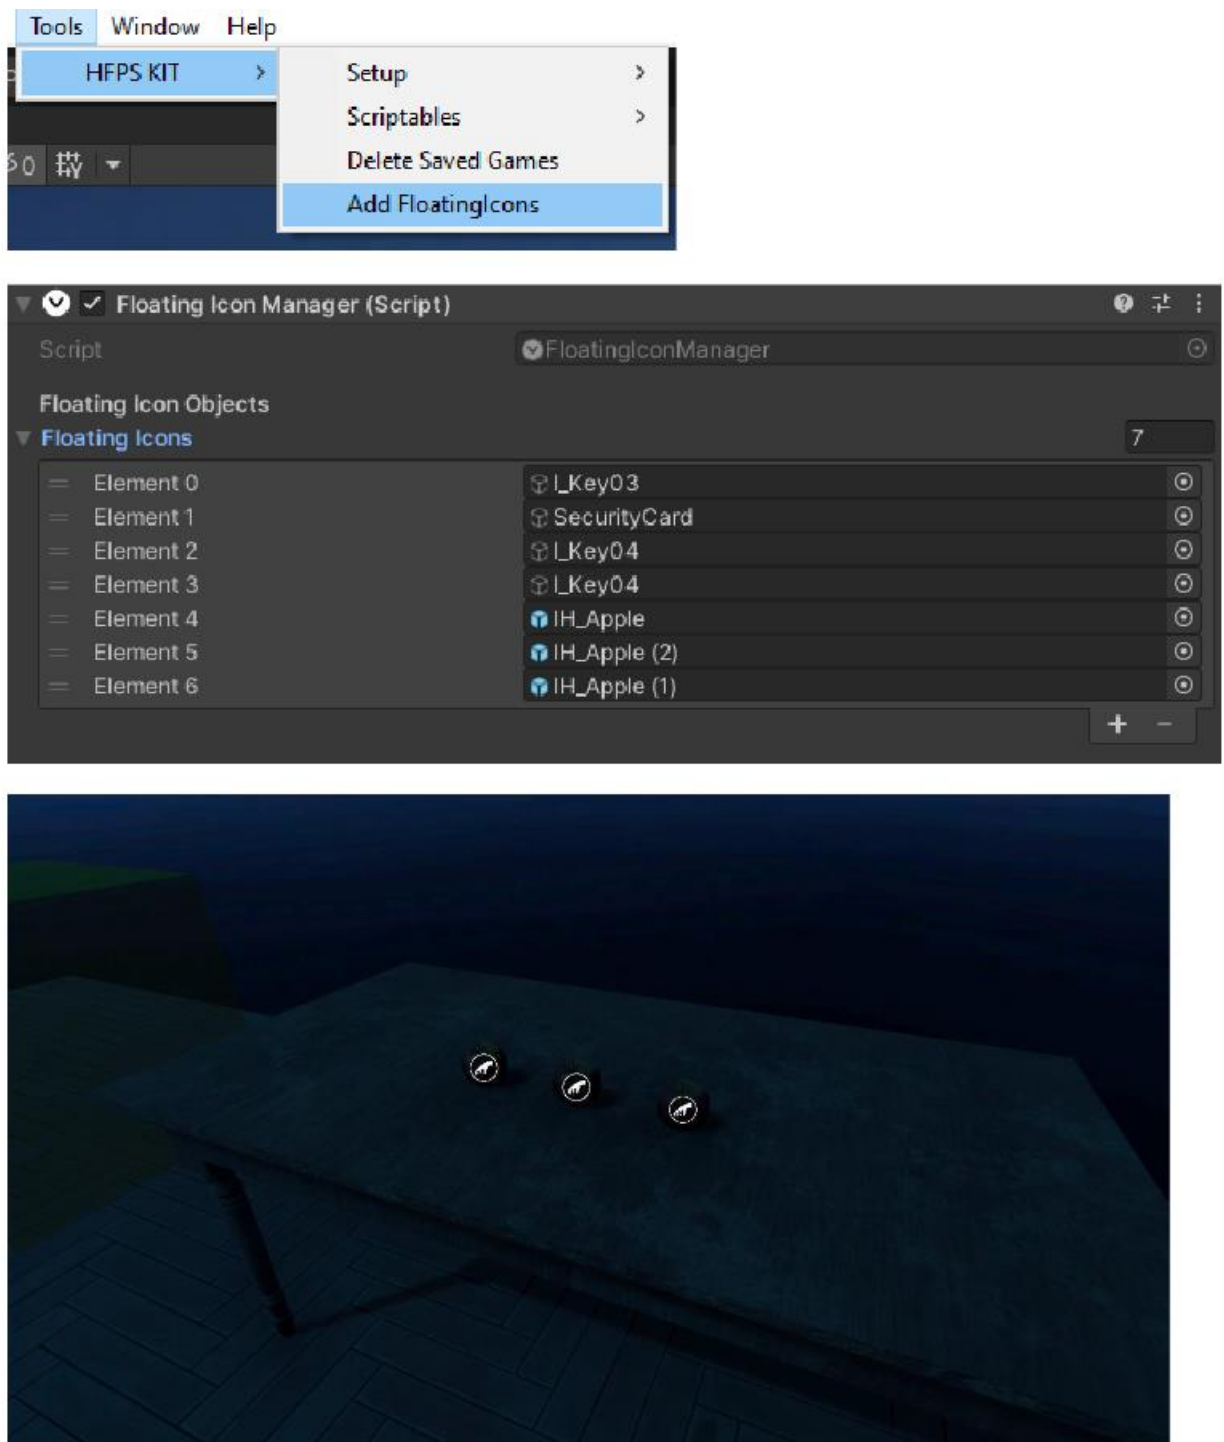 Tools Window Help
HFPS KIT
Setup
Scriptables
Delete Saved Games
Add FloatingIcons
Floating Icon Manager (Script)
Script FloatingIconManager
Floating Icon Objects
Floating Icons 7
Element 0 I_Key03
Element 1 SecurityCard
Element 2 I_Key04
Element 3 I_Key04
Element 4 IH_Apple
Element 5 IH_Apple (2)
Element 6 IH_Apple (1)